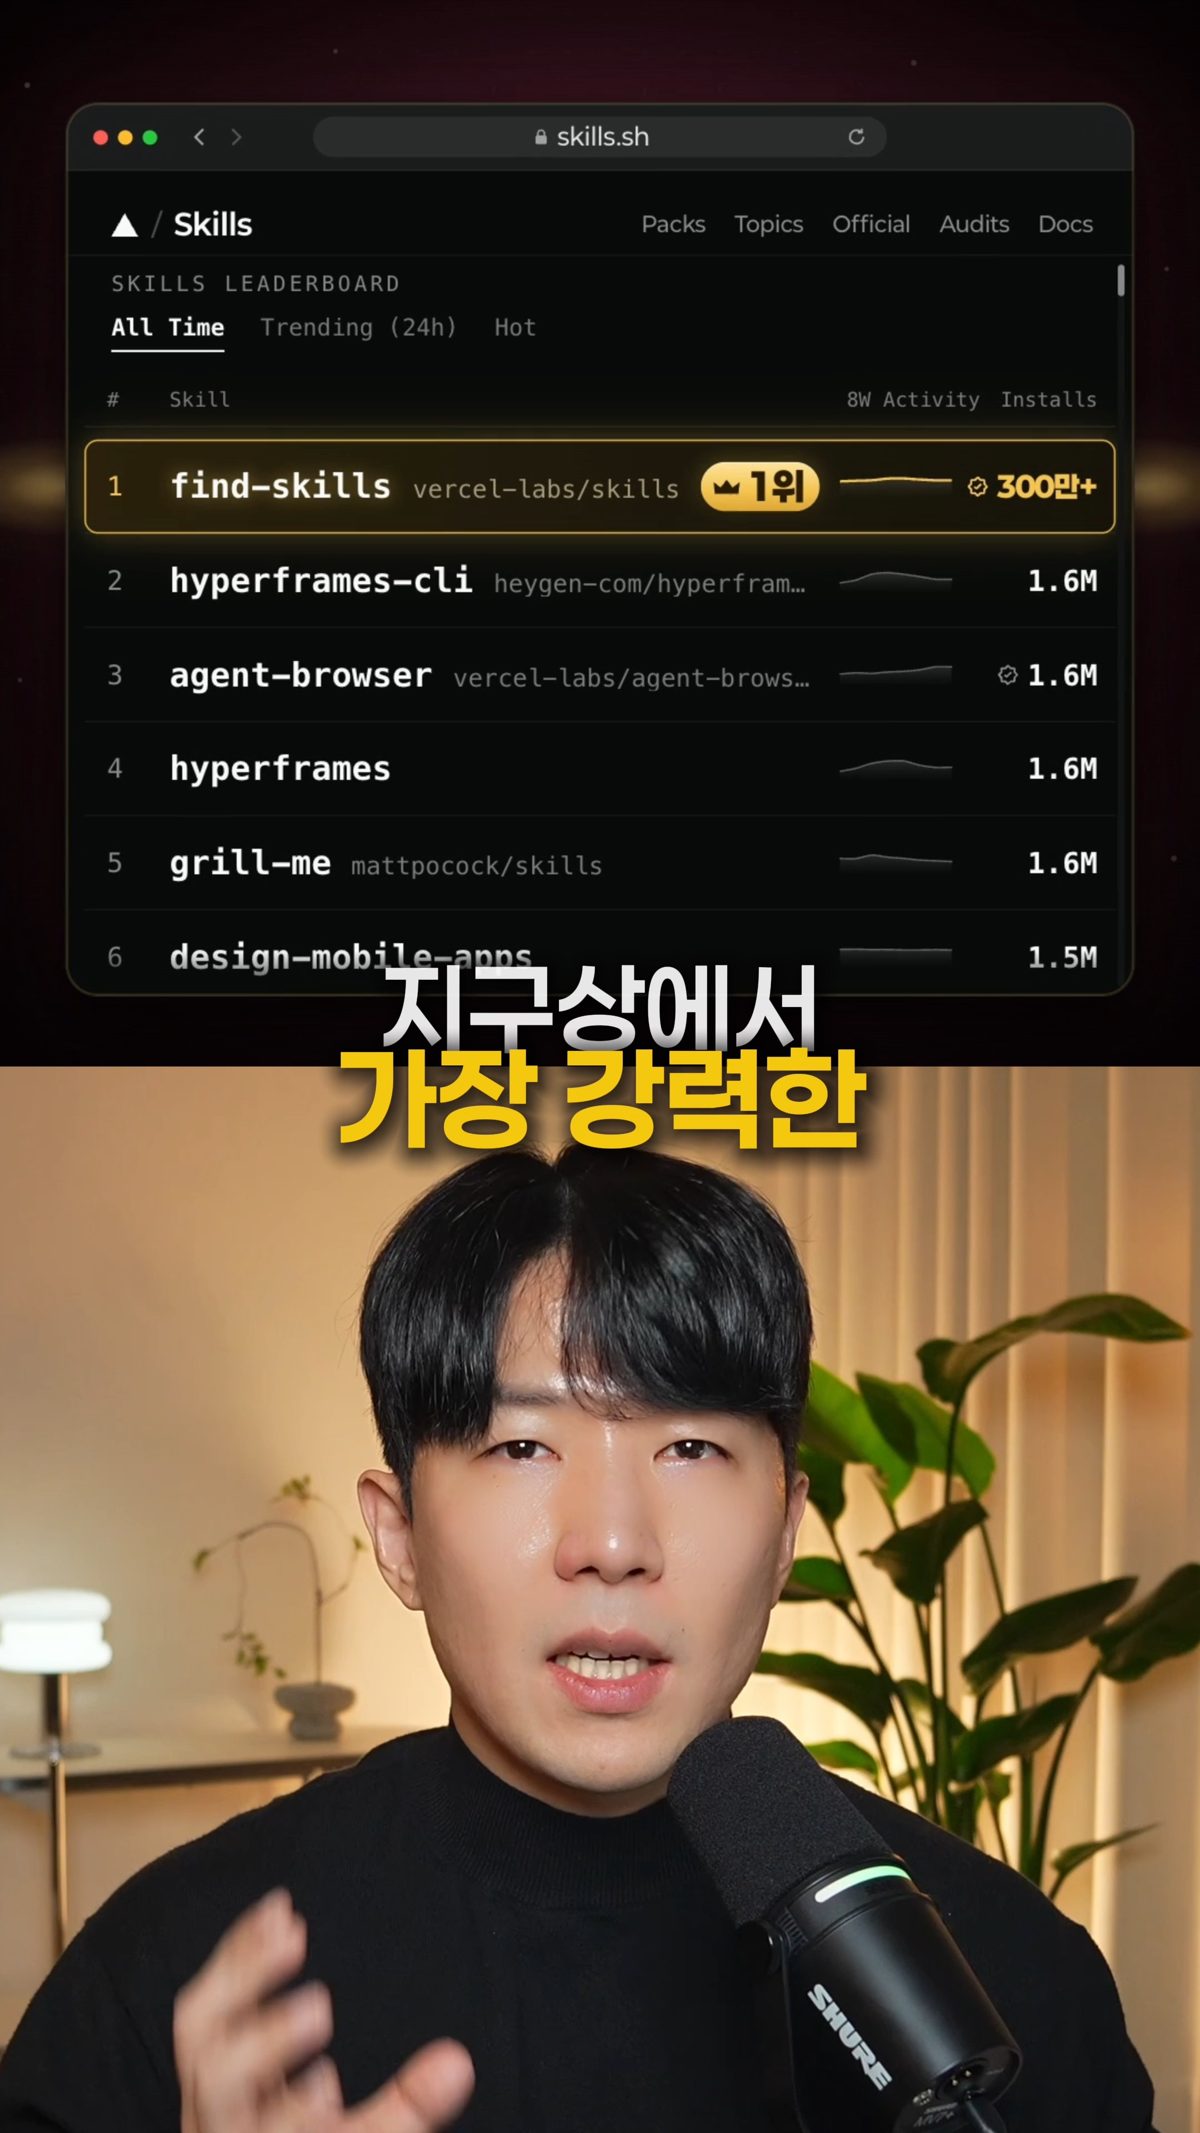 skills.sh
/ Skills Packs Topics Official Audits Docs
SKILLS LEADERBOARD
All Time Trending (24h) Hot
# Skill 8W Activity Installs
1 find-skills vercel-labs/skills 1위 300만+
2 hyperframes-cli heygen-com/hyperfram… 1.6M
3 agent-browser vercel-labs/agent-brows… 1.6M
4 hyperframes 1.6M
5 grill-me mattpocock/skills 1.6M
6 design-mobile-apps 1.5M
지구상에서
가장 강력한
SHURE
MV7+